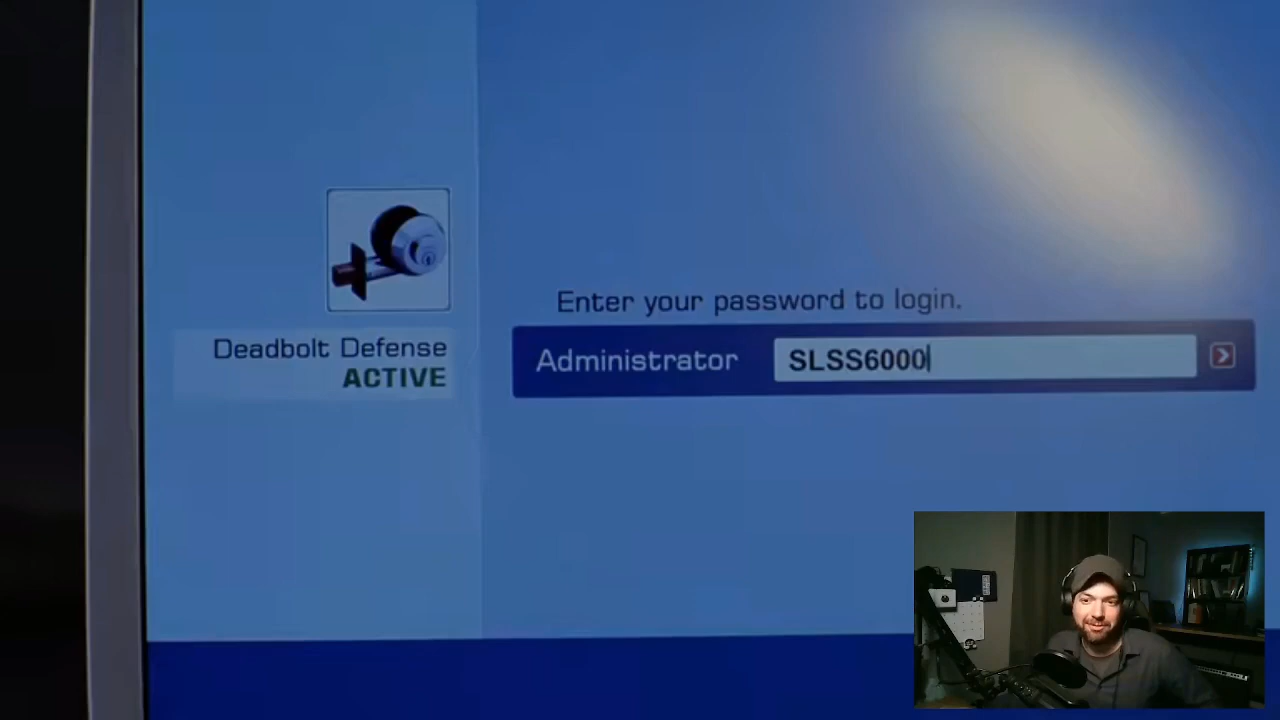 Enter your password to login.
Deadbolt Defense
ACTIVE
Administrator
SLSS6000